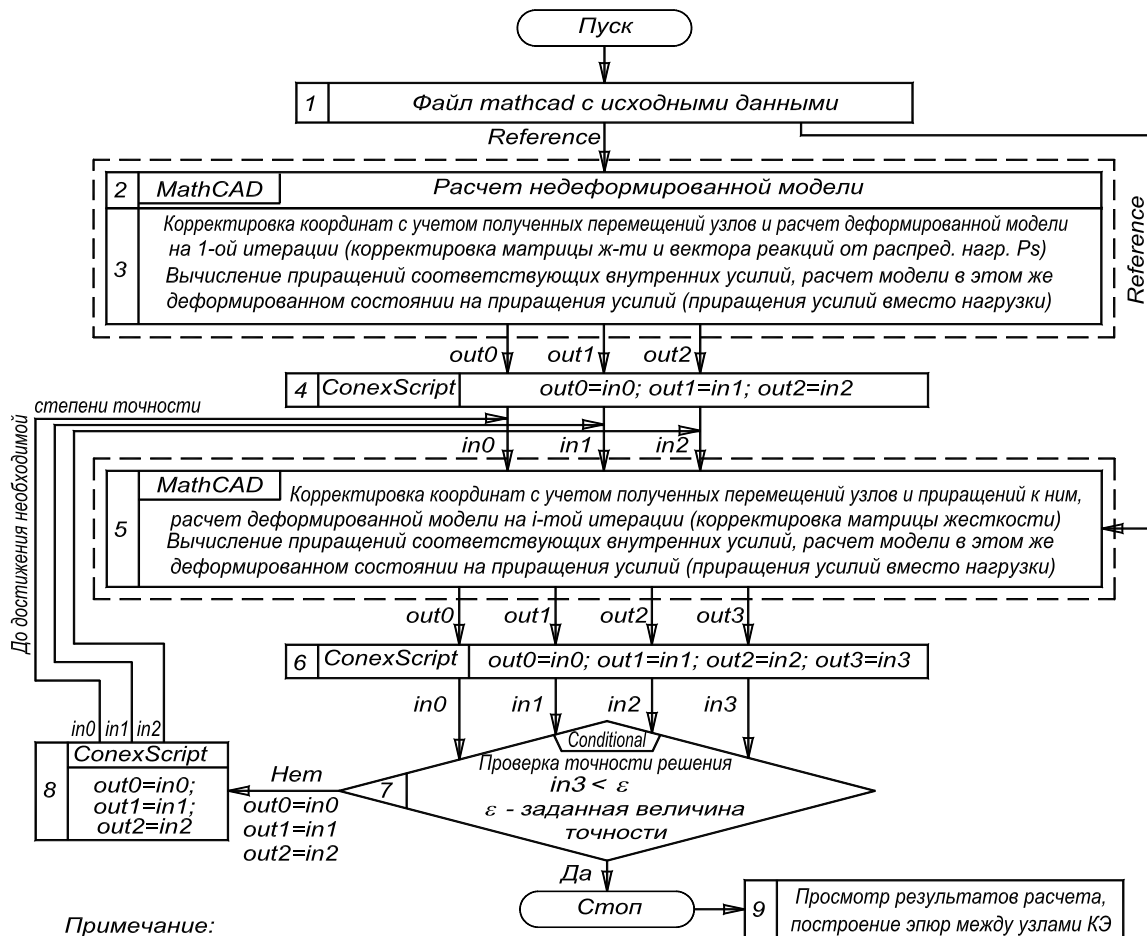 Пуск
1 Файл mathcad с исходными данными
Reference
Reference
2 MathCAD Расчет недеформированной модели
3
Корректировка координат с учетом полученных перемещений узлов и расчет деформированной модели
на 1-ой итерации (корректировка матрицы ж-ти и вектора реакций от распред. нагр. Ps)
Вычисление приращений соответствующих внутренних усилий, расчет модели в этом же
деформированном состоянии на приращения усилий (приращения усилий вместо нагрузки)
out0 out1 out2
4 ConexScript out0=in0; out1=in1; out2=in2
До достижения необходимой
степени точности
in0 in1 in2
5 MathCAD
Корректировка координат с учетом полученных перемещений узлов и приращений к ним,
расчет деформированной модели на i-той итерации (корректировка матрицы жесткости)
Вычисление приращений соответствующих внутренних усилий, расчет модели в этом же
деформированном состоянии на приращения усилий (приращения усилий вместо нагрузки)
out0 out1 out2 out3
6 ConexScript out0=in0; out1=in1; out2=in2; out3=in3
in0 in1 in2 in3
Conditional
7
Проверка точности решения
in3 < ε
ε - заданная величина
точности
Нет
out0=in0
out1=in1
out2=in2
in0 in1 in2
8 ConexScript
out0=in0;
out1=in1;
out2=in2
Да
Стоп
9
Просмотр результатов расчета,
построение эпюр между узлами КЭ
Примечание: